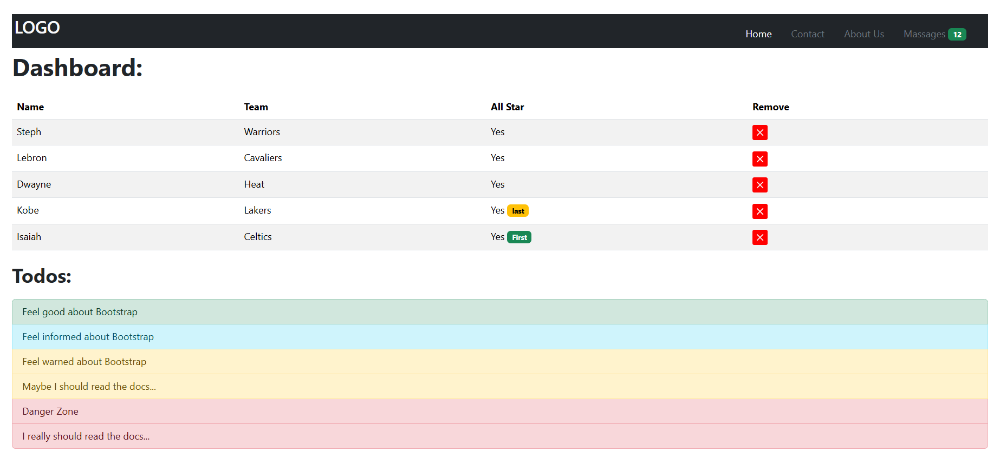 LOGO
Home Contact About Us Massages 12
Dashboard:
Name Team All Star Remove
Steph Warriors Yes
Lebron Cavaliers Yes
Dwayne Heat Yes
Kobe Lakers Yes last
Isaiah Celtics Yes First
Todos:
Feel good about Bootstrap
Feel informed about Bootstrap
Feel warned about Bootstrap
Maybe I should read the docs...
Danger Zone
I really should read the docs...